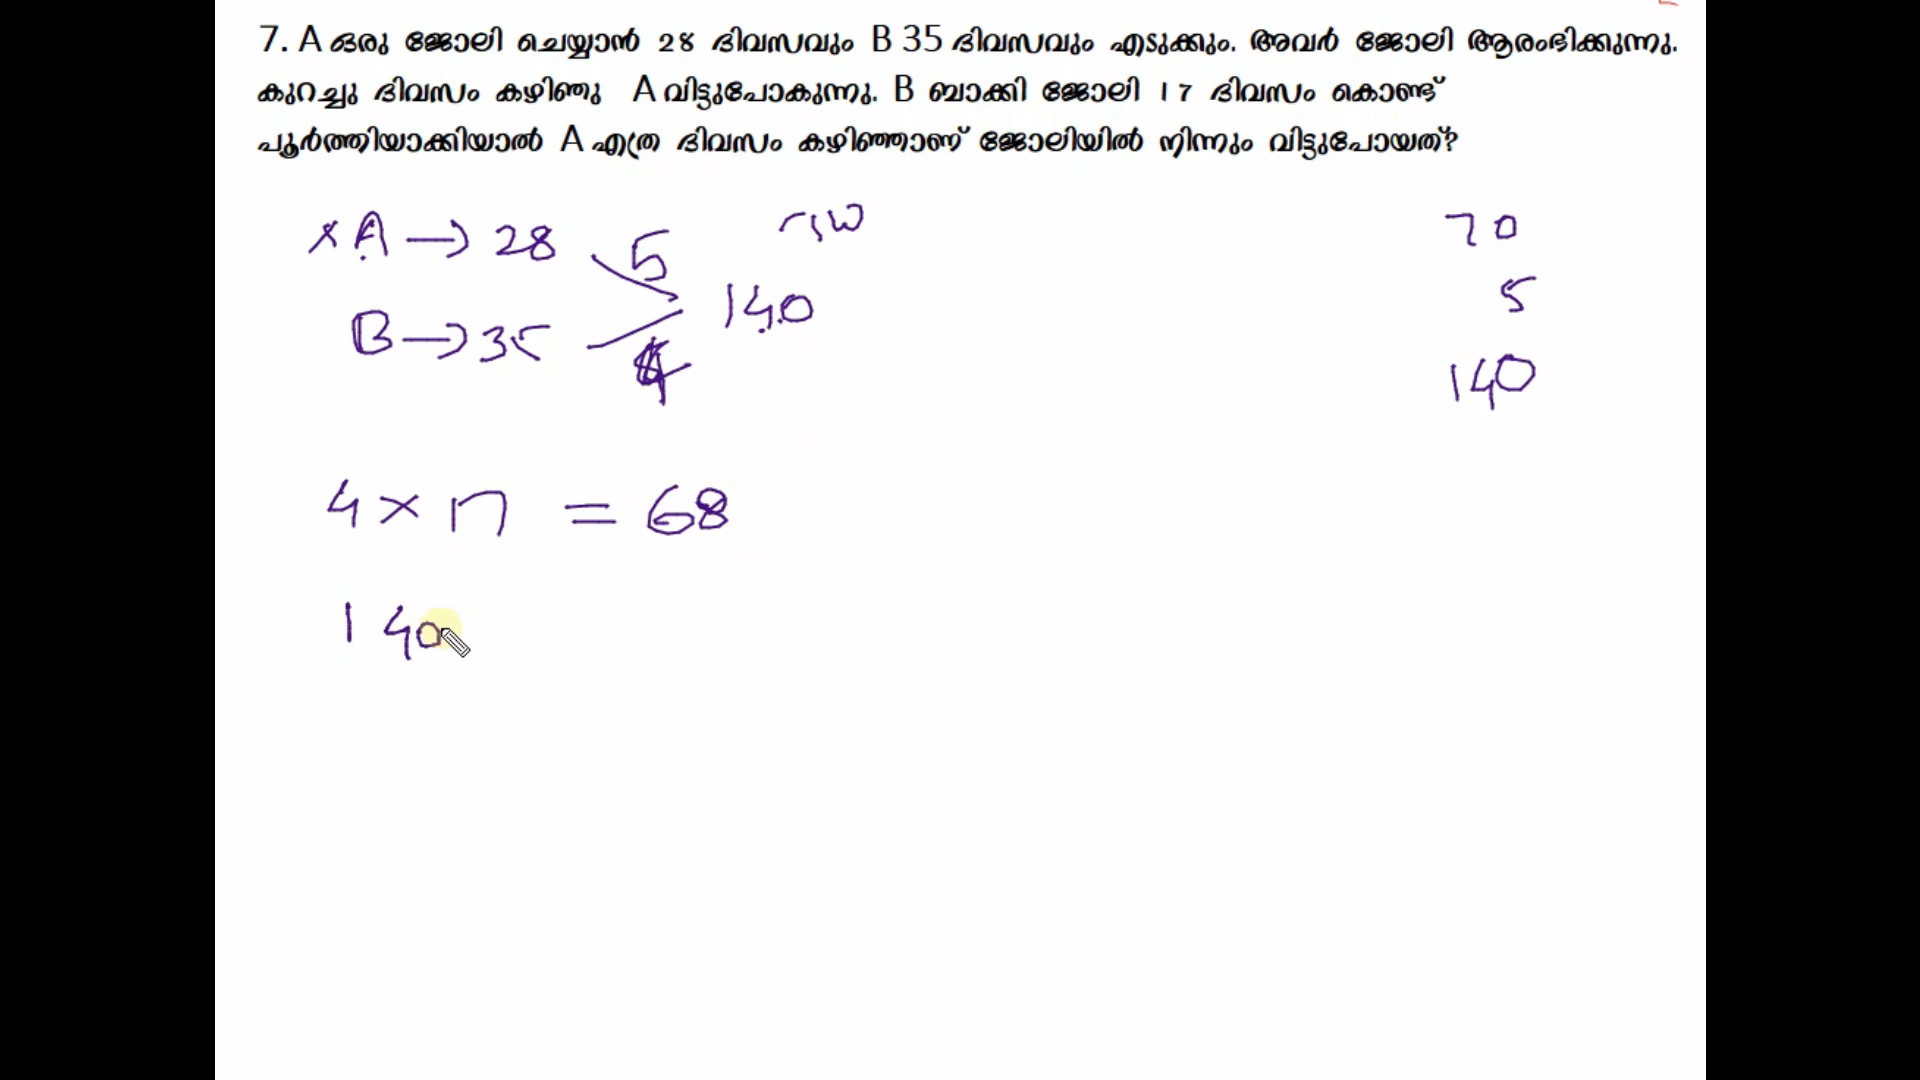 7. A ഒരു ജോലി ചെയ്യാൻ 28 ദിവസവും B 35 ദിവസവും എടുക്കും. അവർ ജോലി ആരംഭിക്കുന്നു.
കുറച്ചു ദിവസം കഴിഞു A വിട്ടുപോകുന്നു. B ബാക്കി ജോലി 17 ദിവസം കൊണ്ട്
പൂർത്തിയാക്കിയാൽ A എത്ര ദിവസം കഴിഞ്ഞാണ് ജോലിയിൽ നിന്നും വിട്ടുപോയത്?
× A → 28 5
B → 35 4
140
70
5
140
4 × 17 = 68
140